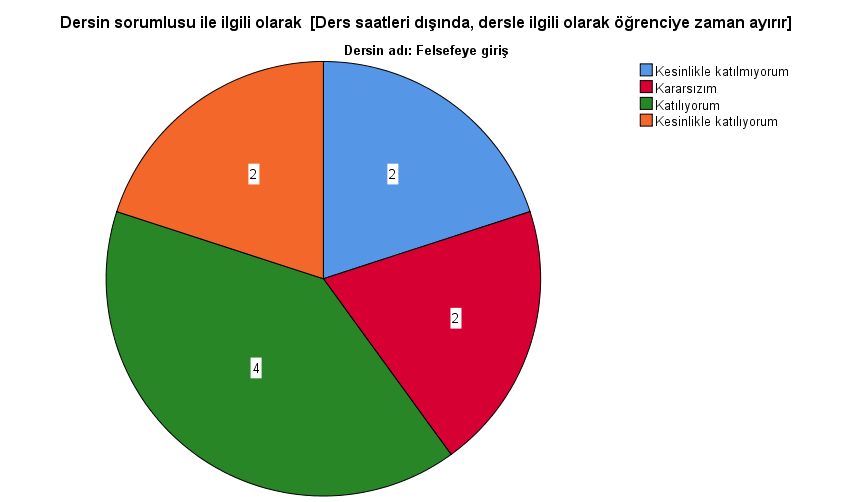 Dersin sorumlusu ile ilgili olarak [Ders saatleri dışında, dersle ilgili olarak öğrenciye zaman ayırır]
Dersin adı: Felsefeye giriş
Kesinlikle katılmıyorum
Kararsızım
Katılıyorum
Kesinlikle katılıyorum
2
2
2
4